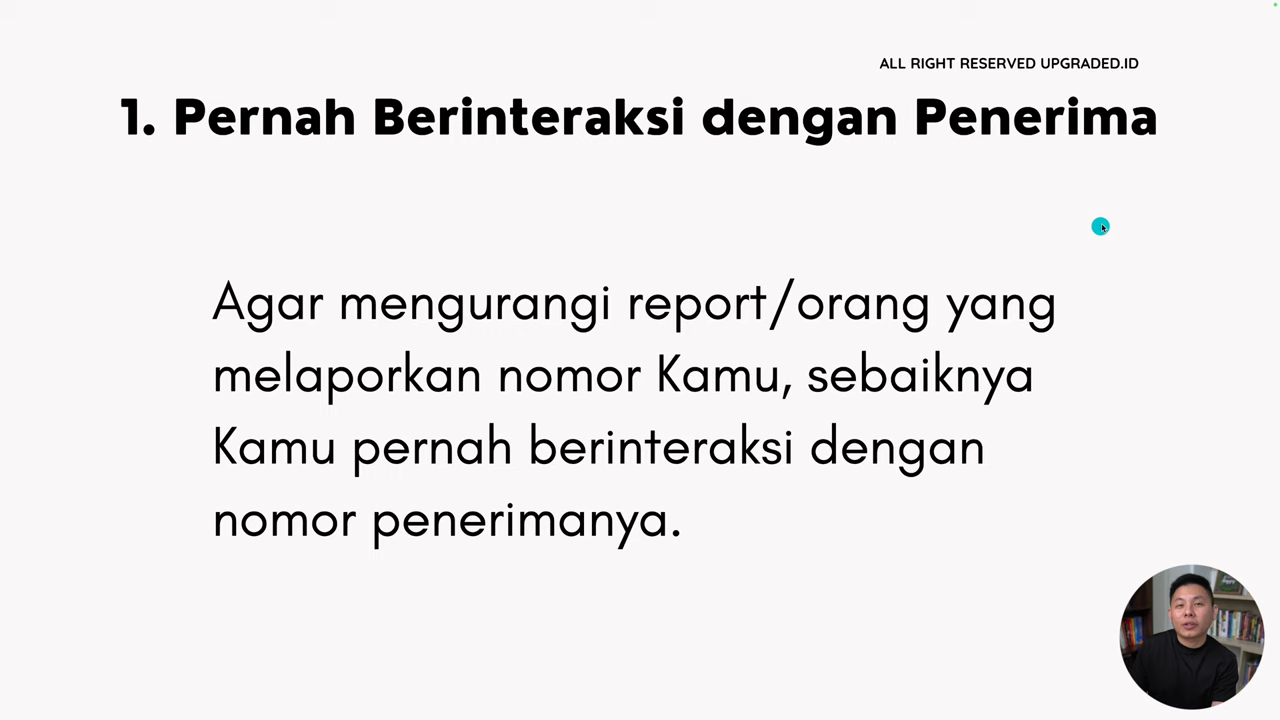 ALL RIGHT RESERVED UPGRADED.ID
1. Pernah Berinteraksi dengan Penerima
Agar mengurangi report/orang yang
melaporkan nomor Kamu, sebaiknya
Kamu pernah berinteraksi dengan
nomor penerimanya.